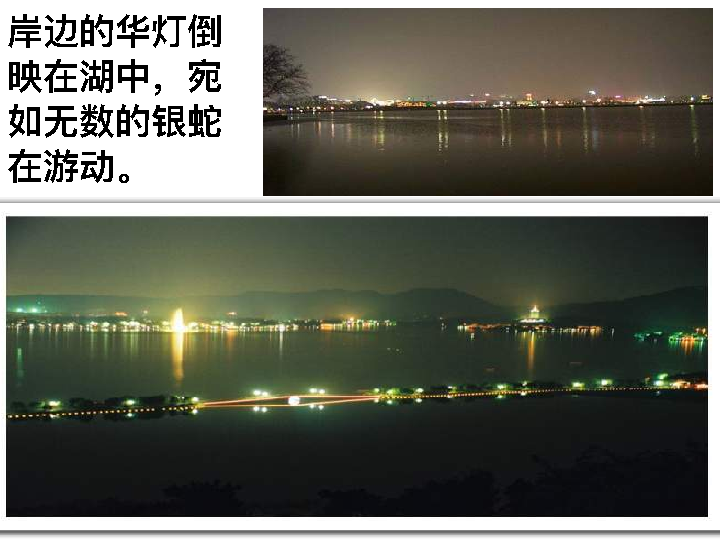 岸边的华灯倒
映在湖中，宛
如无数的银蛇
在游动。